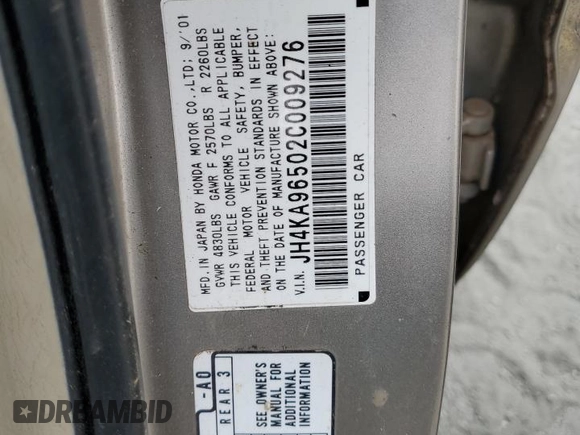 MFD. IN JAPAN BY HONDA MOTOR CO.,LTD; 9/'01
GVWR 4830LBS GAWR F 2570LBS R 2260LBS
THIS VEHICLE CONFORMS TO ALL APPLICABLE
FEDERAL MOTOR VEHICLE SAFETY, BUMPER,
AND THEFT PREVENTION STANDARDS IN EFFECT
ON THE DATE OF MANUFACTURE SHOWN ABOVE:
V.I.N. JH4KA96502C009276
PASSENGER CAR
-A0
REAR 3
SEE OWNER'S
MANUAL FOR
ADDITIONAL
INFORMATION
DREAMBID